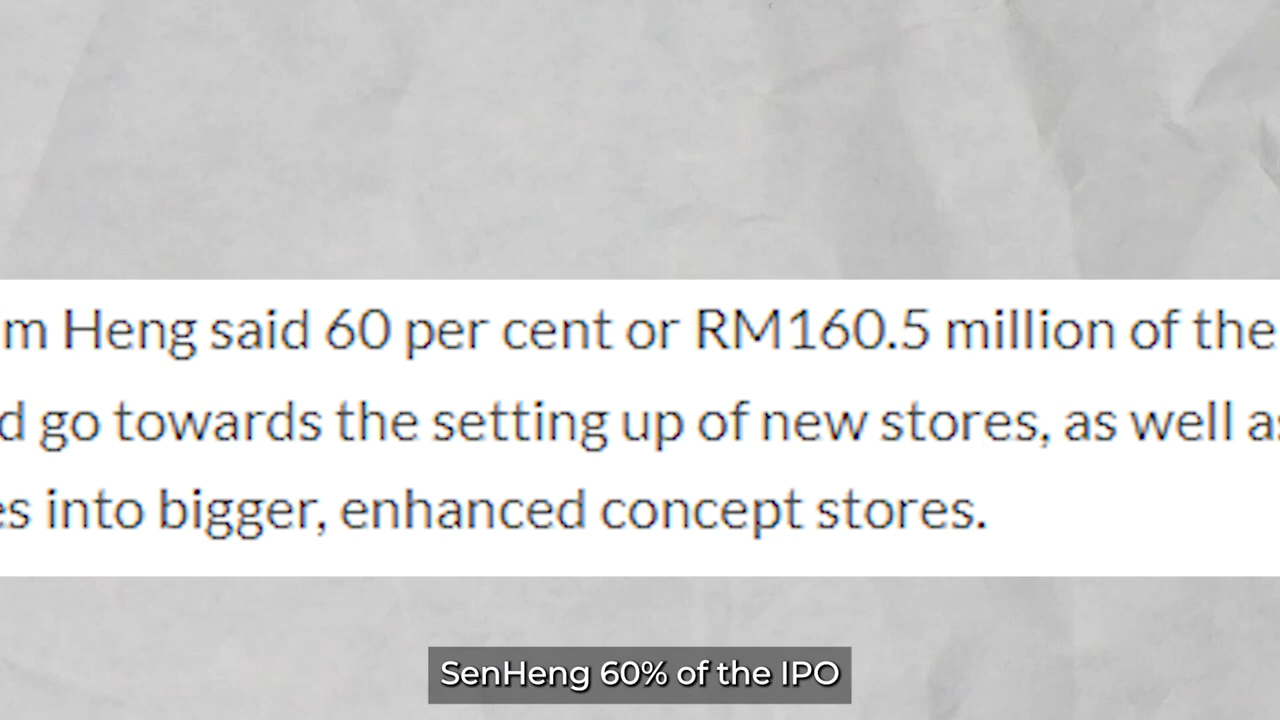 m Heng said 60 per cent or RM160.5 million of the
d go towards the setting up of new stores, as well as
es into bigger, enhanced concept stores.
SenHeng 60% of the IPO